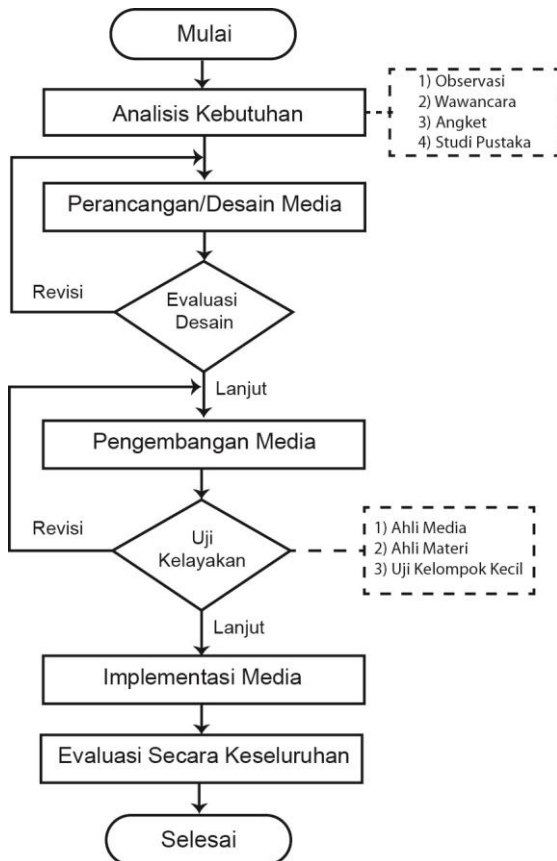 Mulai
Analisis Kebutuhan
1) Observasi
2) Wawancara
3) Angket
4) Studi Pustaka
Perancangan/Desain Media
Revisi
Evaluasi
Desain
Lanjut
Pengembangan Media
Revisi
Uji
Kelayakan
1) Ahli Media
2) Ahli Materi
3) Uji Kelompok Kecil
Lanjut
Implementasi Media
Evaluasi Secara Keseluruhan
Selesai